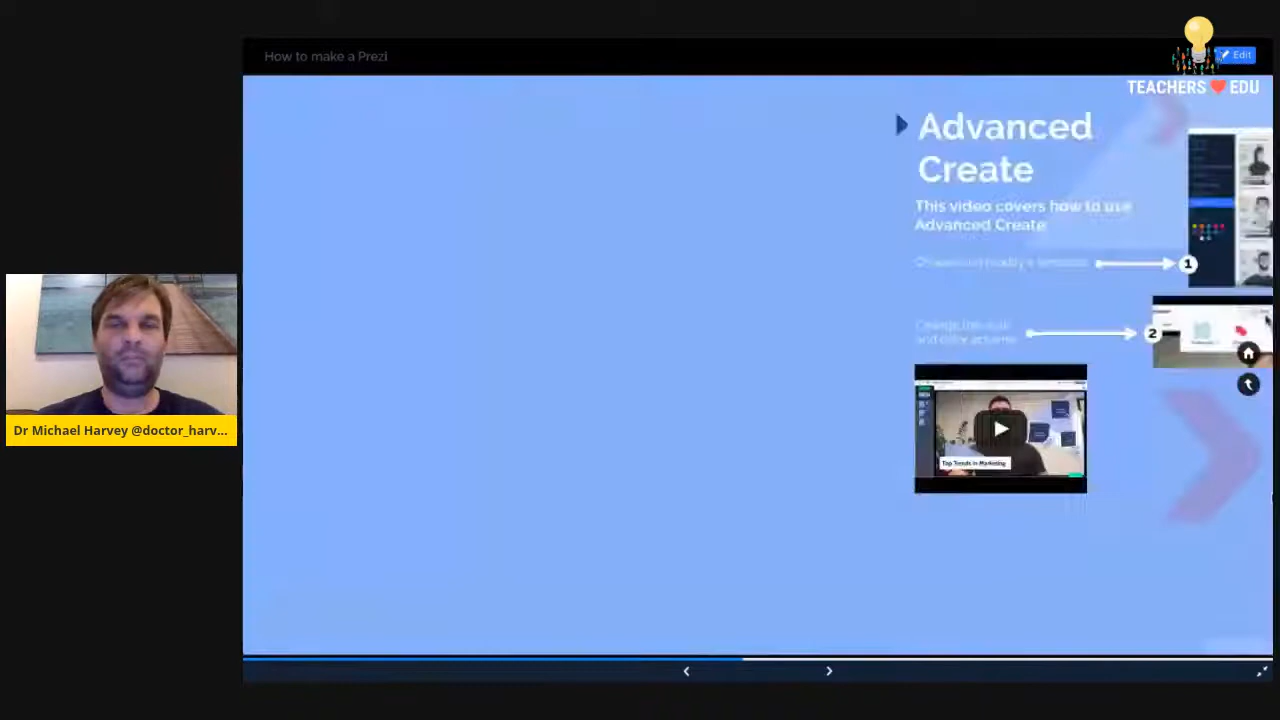 How to make a Prezi
Edit
TEACHERS EDU
Advanced
Create
This video covers how to use
Advanced Create
1
2
Top Trends in Marketing
Dr Michael Harvey @doctor_harv...